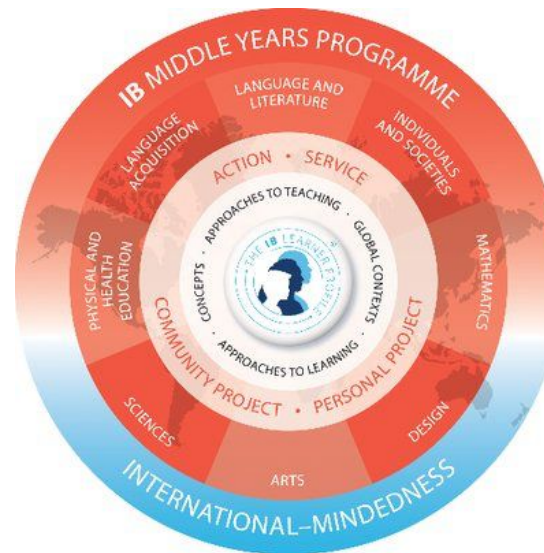 IB MIDDLE YEARS PROGRAMME
LANGUAGE AND
LITERATURE
INDIVIDUALS
AND SOCIETIES
MATHEMATICS
DESIGN
ARTS
SCIENCES
PHYSICAL AND
HEALTH
EDUCATION
LANGUAGE
ACQUISITION
ACTION • SERVICE
PERSONAL PROJECT
COMMUNITY PROJECT •
APPROACHES TO TEACHING ·
GLOBAL CONTEXTS
· APPROACHES TO LEARNING ·
CONCEPTS ·
THE IB LEARNER PROFILE
INTERNATIONAL–MINDEDNESS